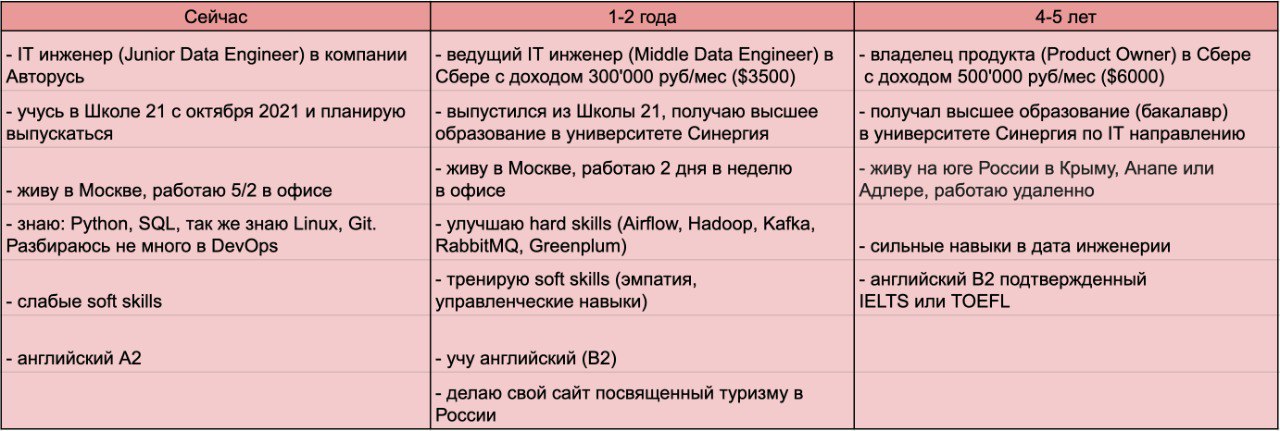 Сейчас
1-2 года
4-5 лет
- IT инженер (Junior Data Engineer) в компании
Авторусь
- ведущий IT инженер (Middle Data Engineer) в
Сбере с доходом 300'000 руб/мес ($3500)
- владелец продукта (Product Owner) в Сбере
с доходом 500'000 руб/мес ($6000)
- учусь в Школе 21 с октября 2021 и планирую
выпускаться
- выпустился из Школы 21, получаю высшее
образование в университете Синергия
- получал высшее образование (бакалавр)
в университете Синергия по IT направлению
- живу в Москве, работаю 5/2 в офисе
- живу в Москве, работаю 2 дня в неделю
в офисе
- живу на юге России в Крыму, Анапе или
Адлере, работаю удаленно
- знаю: Python, SQL, так же знаю Linux, Git.
Разбираюсь не много в DevOps
- улучшаю hard skills (Airflow, Hadoop, Kafka,
RabbitMQ, Greenplum)
- сильные навыки в дата инженерии
- слабые soft skills
- тренирую soft skills (эмпатия,
управленческие навыки)
- английский B2 подтвержденный
IELTS или TOEFL
- английский A2
- учу английский (B2)
- делаю свой сайт посвященный туризму в
России